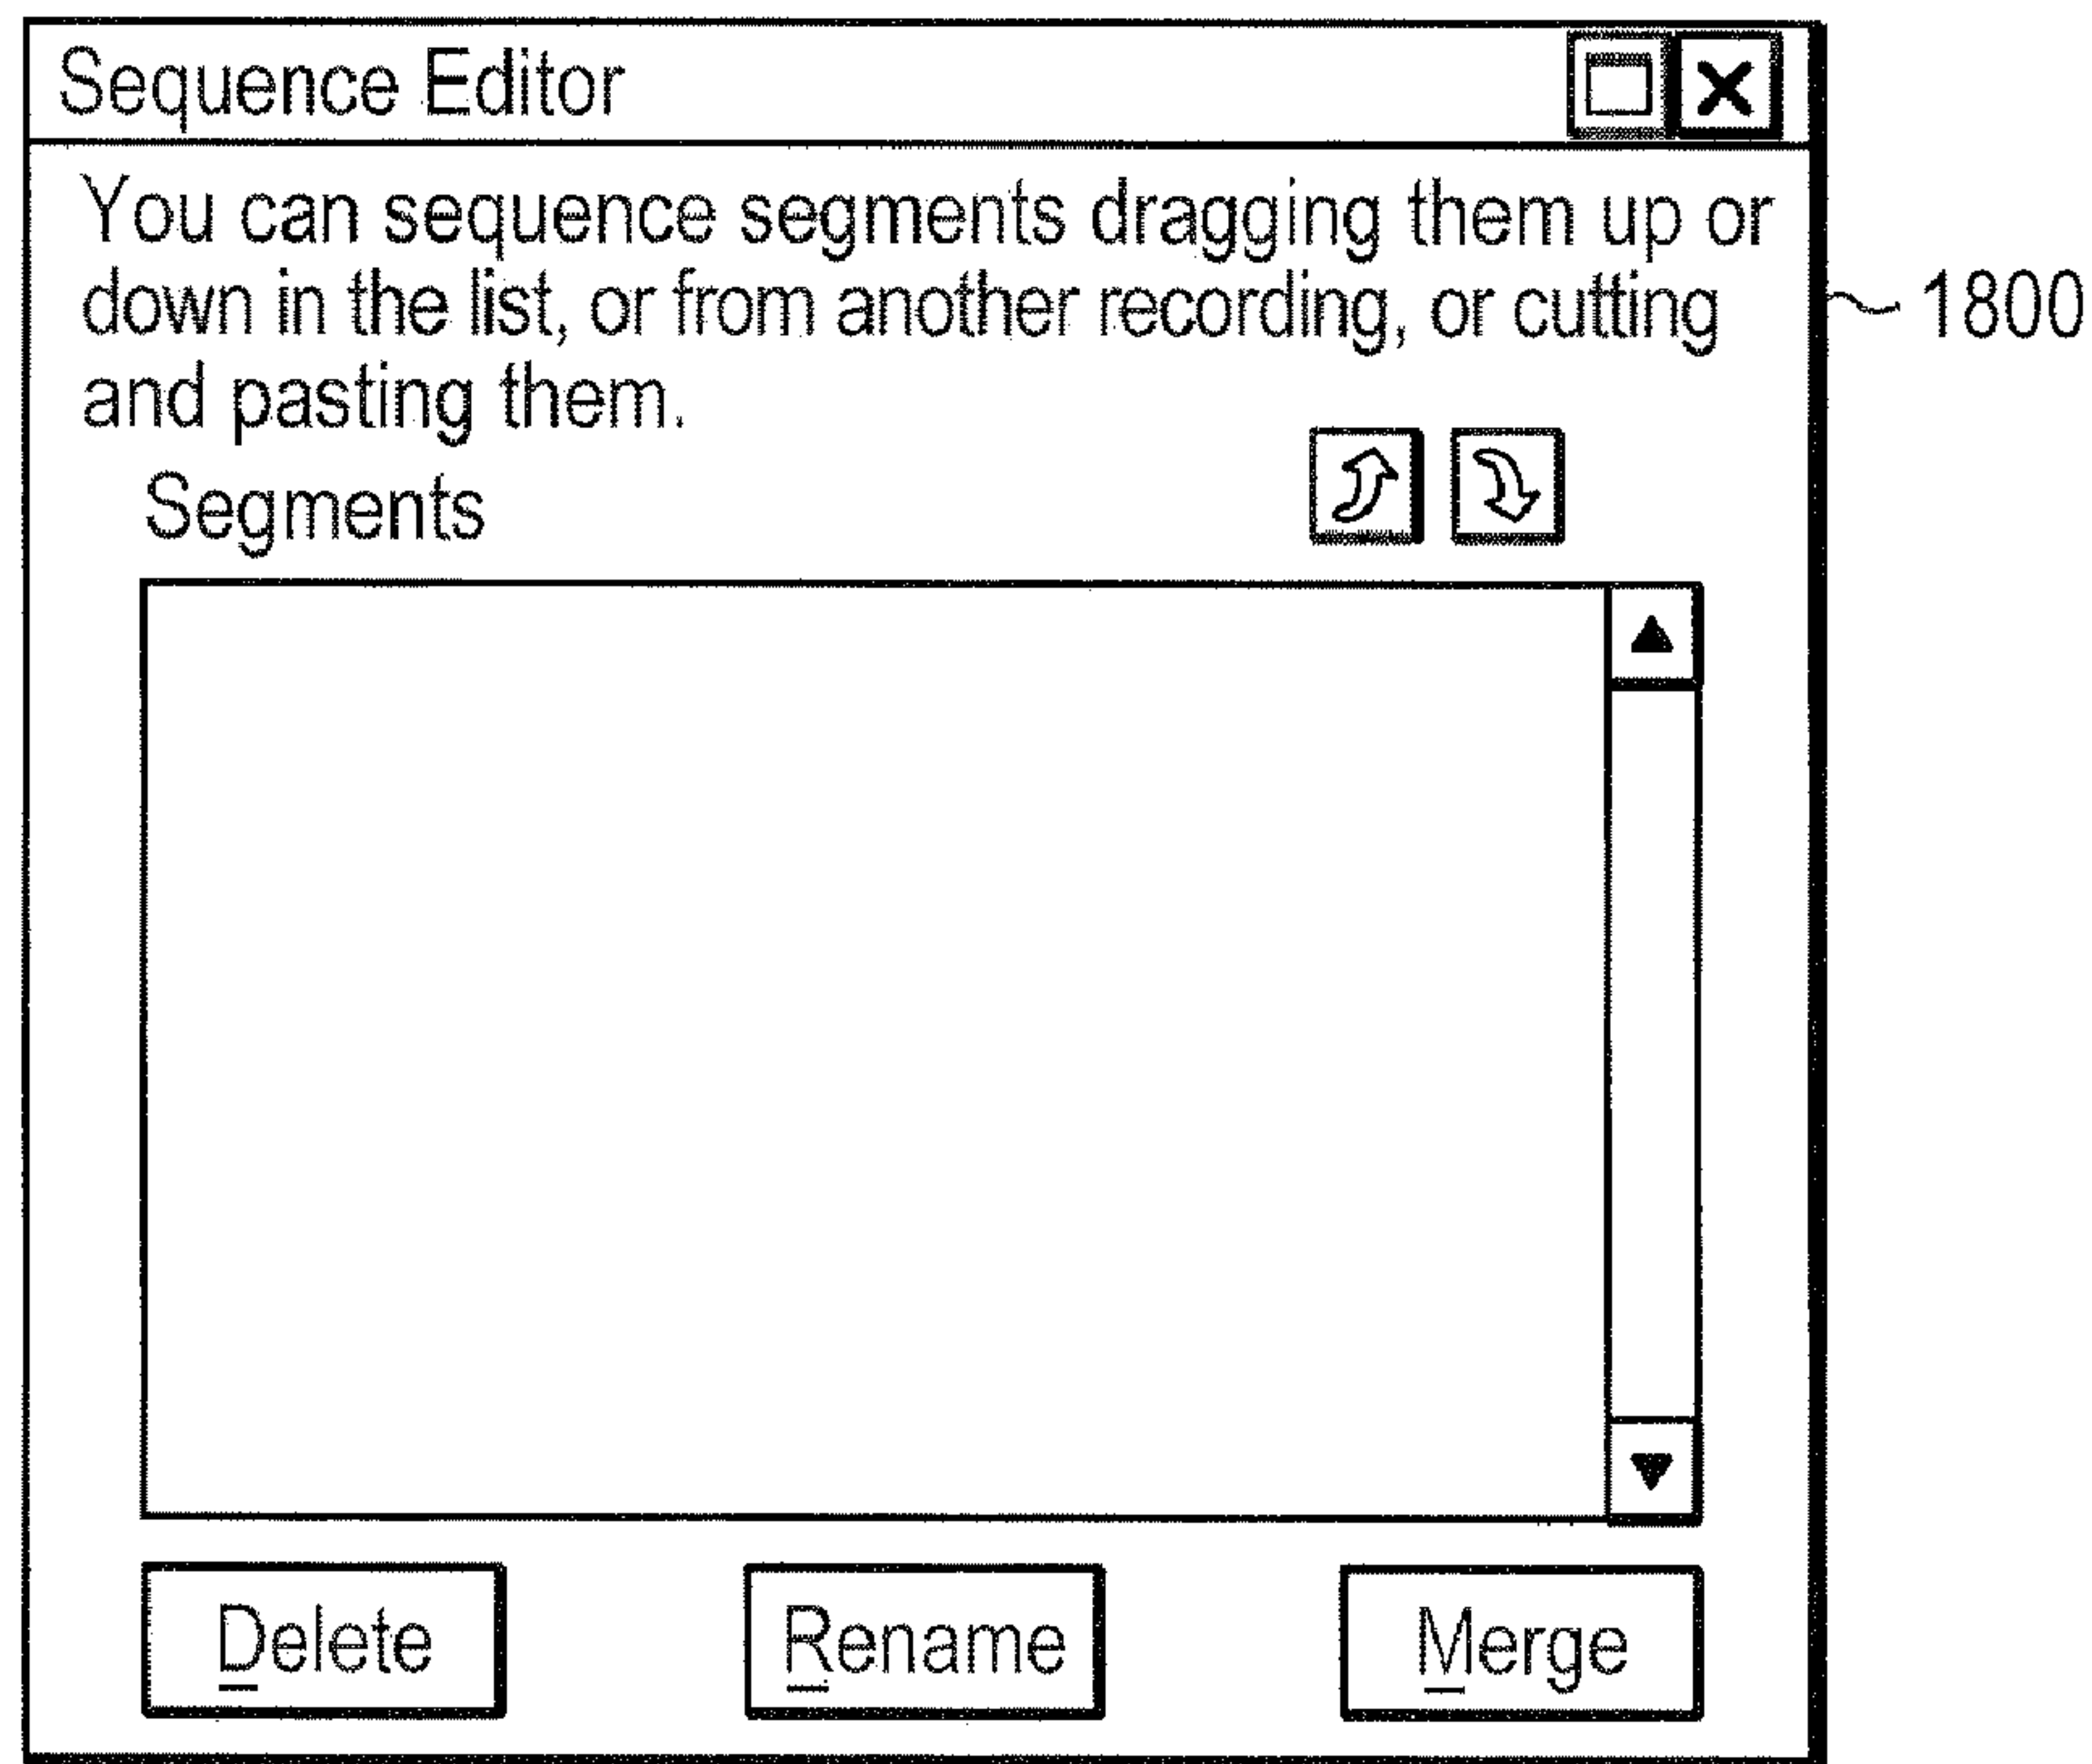 Sequence Editor
You can sequence segments dragging them up or
down in the list, or from another recording, or cutting
and pasting them.
1800
Segments
Delete
Rename
Merge